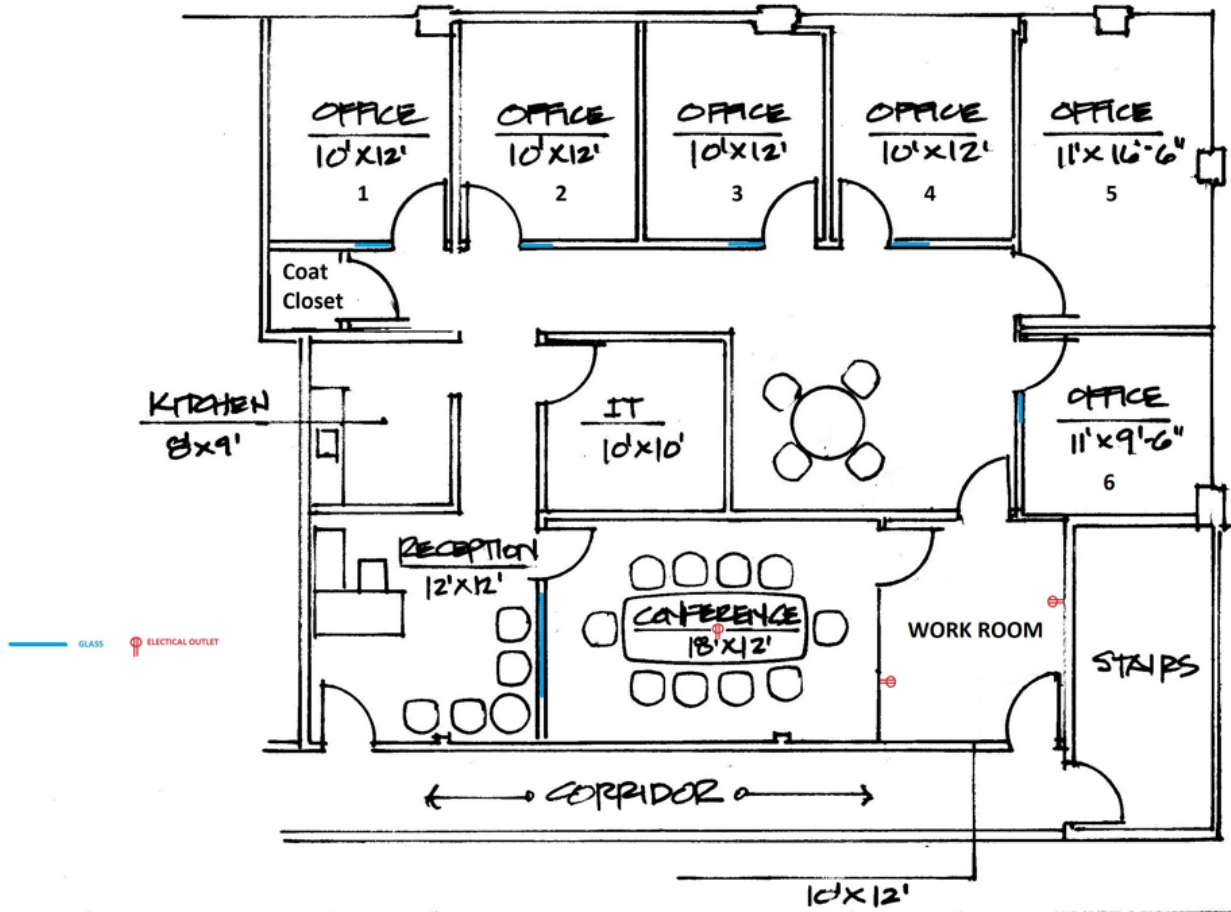 OFFICE
10'X12'
1
OFFICE
10'X12'
2
OFFICE
10'X12'
3
OFFICE
10'X12'
4
OFFICE
11'X16'-6"
5
Coat
Closet
KITCHEN
8'X9'
IT
10'X10'
OFFICE
11'X9'-6"
6
RECEPTION
12'X12'
CONFERENCE
18'X12'
WORK ROOM
STAIRS
GLASS
ELECTICAL OUTLET
CORRIDOR
10'X12'